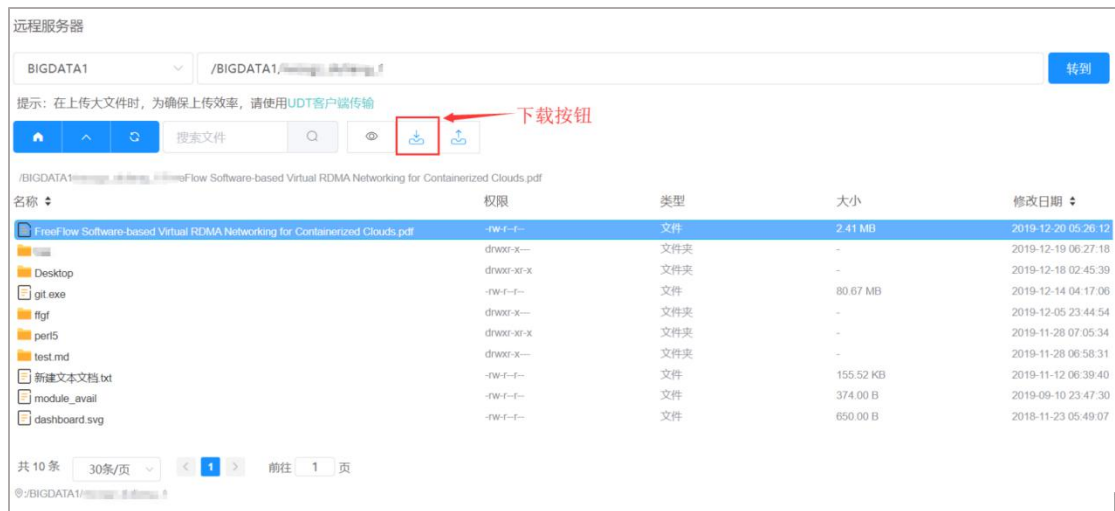 远程服务器
BIGDATA1 /BIGDATA1/ 转到
提示：在上传大文件时，为确保上传效率，请使用UDT客户端传输
下载按钮
搜索文件
/BIGDATA1 eFlow Software-based Virtual RDMA Networking for Containerized Clouds.pdf
名称 权限 类型 大小 修改日期
FreeFlow Software-based Virtual RDMA Networking for Containerized Clouds.pdf -rw-r--r-- 文件 2.41 MB 2019-12-20 05:26:12
drwxr-x--- 文件夹 - 2019-12-19 06:27:18
Desktop drwxr-xr-x 文件夹 - 2019-12-18 02:45:39
git.exe -rw-r--r-- 文件 80.67 MB 2019-12-14 04:17:06
ffgf drwxr-x--- 文件夹 - 2019-12-05 23:44:54
perl5 drwxr-xr-x 文件夹 - 2019-11-28 07:05:34
test.md drwxr-x--- 文件夹 - 2019-11-28 06:58:31
新建文本文档.txt -rw-r--r-- 文件 155.52 KB 2019-11-12 06:39:40
module_avail -rw-r--r-- 文件 374.00 B 2019-09-10 23:47:30
dashboard.svg -rw-r--r-- 文件 650.00 B 2018-11-23 05:49:07
共 10 条 30条/页 < 1 > 前往 1 页
:/BIGDATA1/